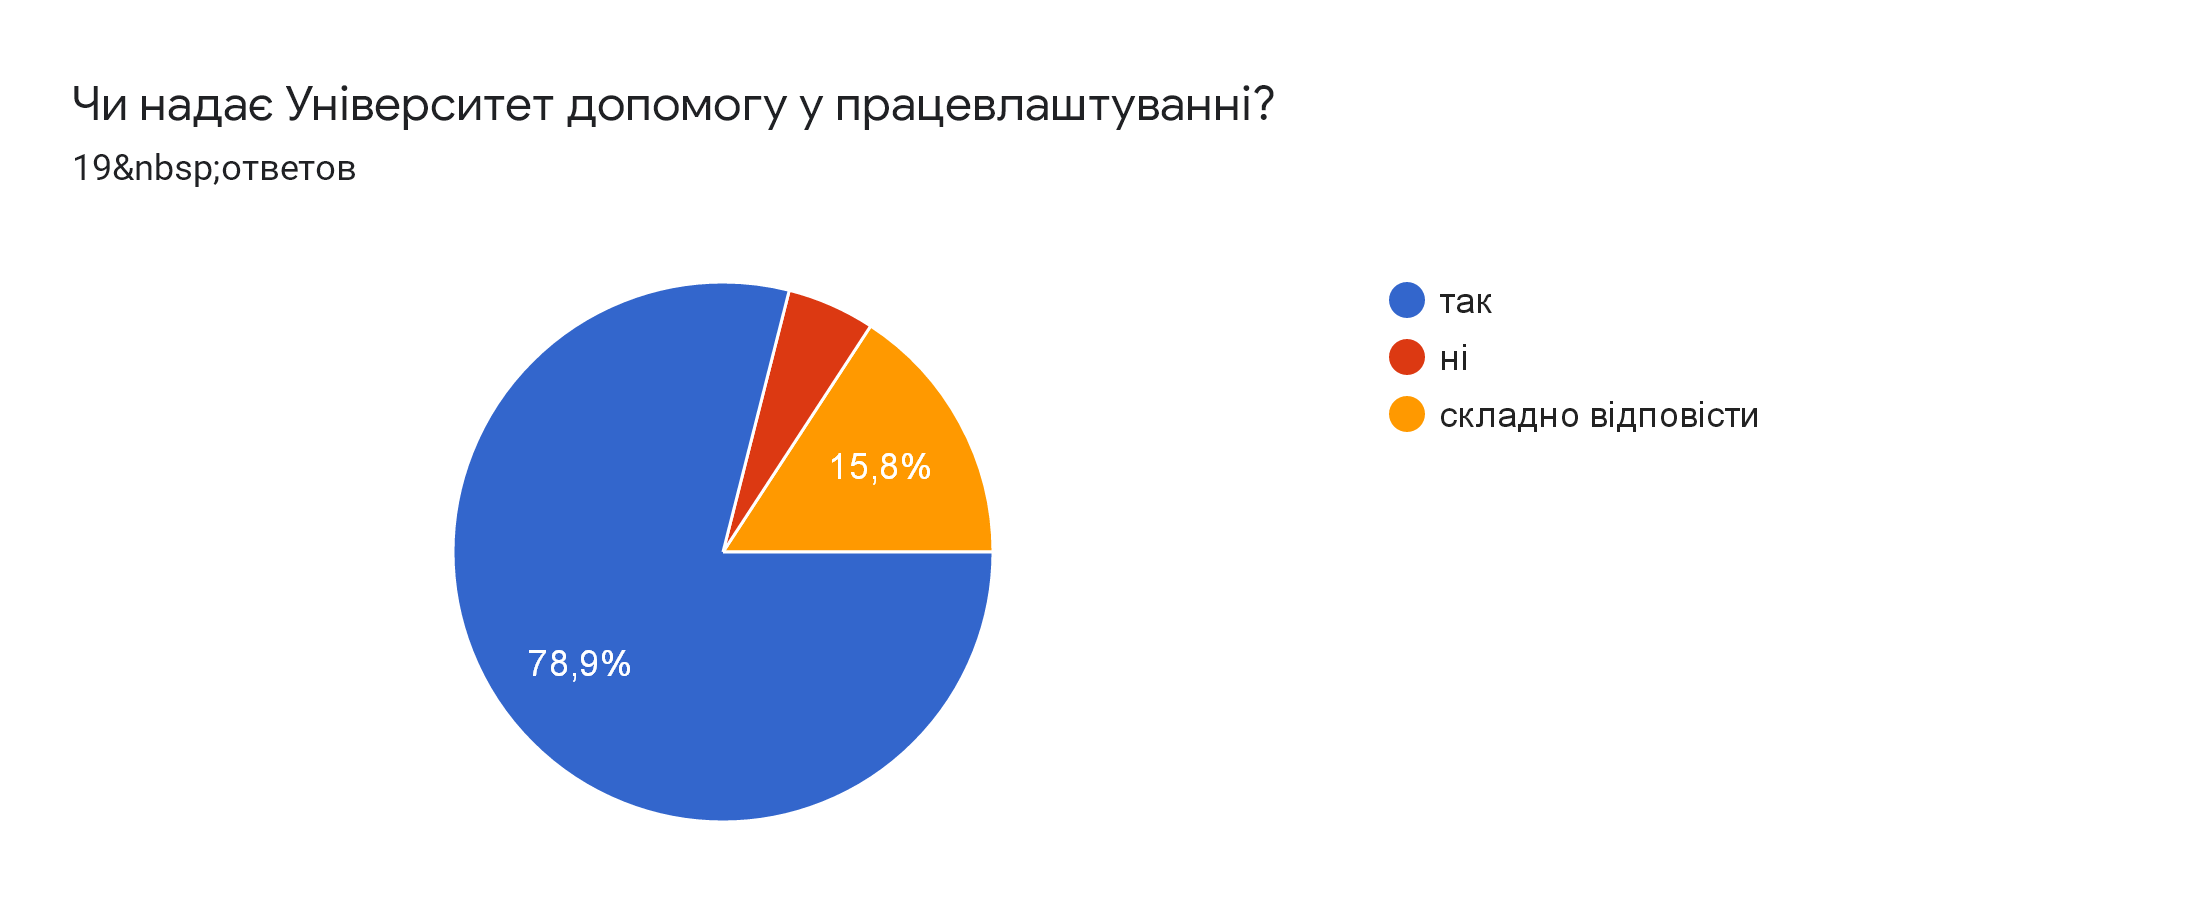 Чи надає Університет допомогу у працевлаштуванні?
19&nbsp;ответов
так
ні
складно відповісти
15,8%
78,9%